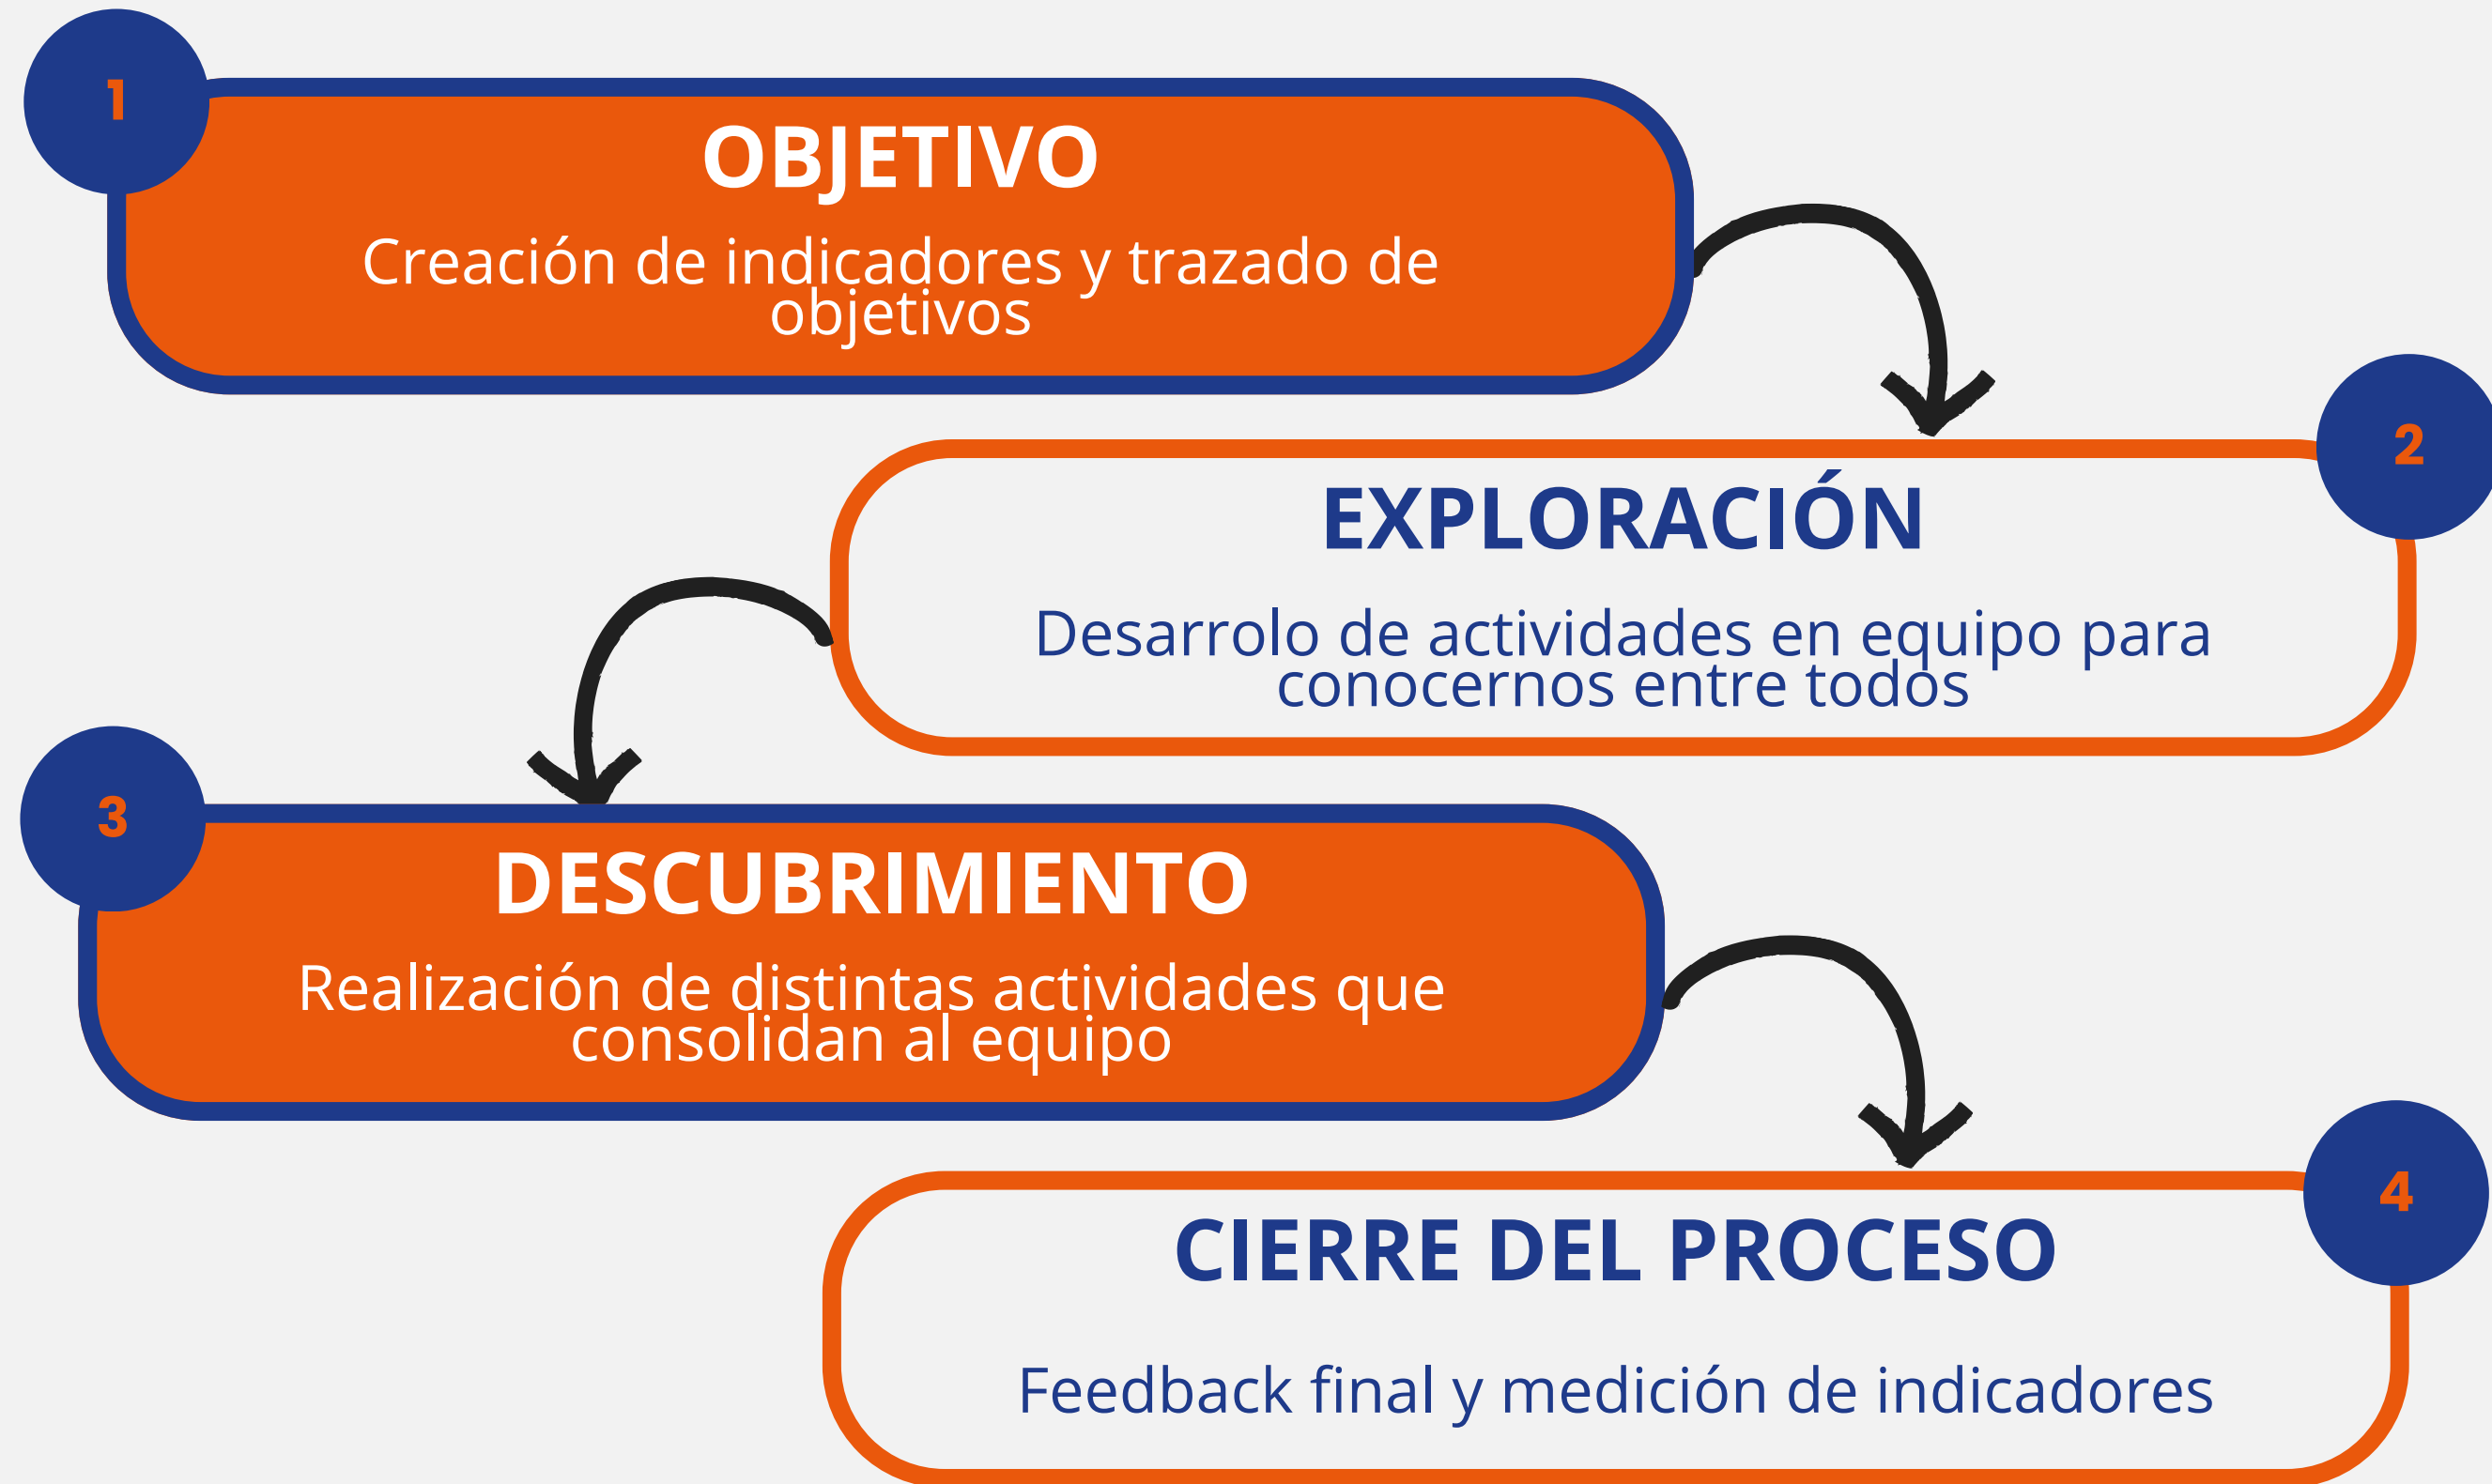 1
OBJETIVO
Creación de indicadores y trazado de
objetivos
2
EXPLORACIÓN
Desarrolo de actividades en equipo para
conocernos entre todos
3
DESCUBRIMIENTO
Realización de distintas actividades que
consolidan al equipo
4
CIERRE DEL PROCESO
Feedback final y medición de indicadores